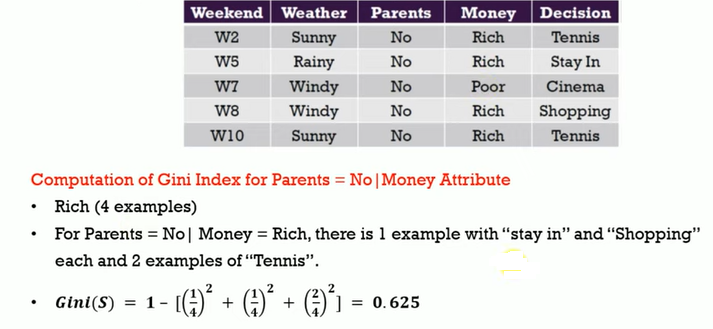 Weekend Weather Parents Money Decision
W2 Sunny No Rich Tennis
W5 Rainy No Rich Stay In
W7 Windy No Poor Cinema
W8 Windy No Rich Shopping
W10 Sunny No Rich Tennis
Computation of Gini Index for Parents = No|Money Attribute
• Rich (4 examples)
• For Parents = No| Money = Rich, there is 1 example with “stay in” and “Shopping”
each and 2 examples of “Tennis”.
• Gini(S) = 1 - [(1/4)² + (1/4)² + (2/4)²] = 0.625